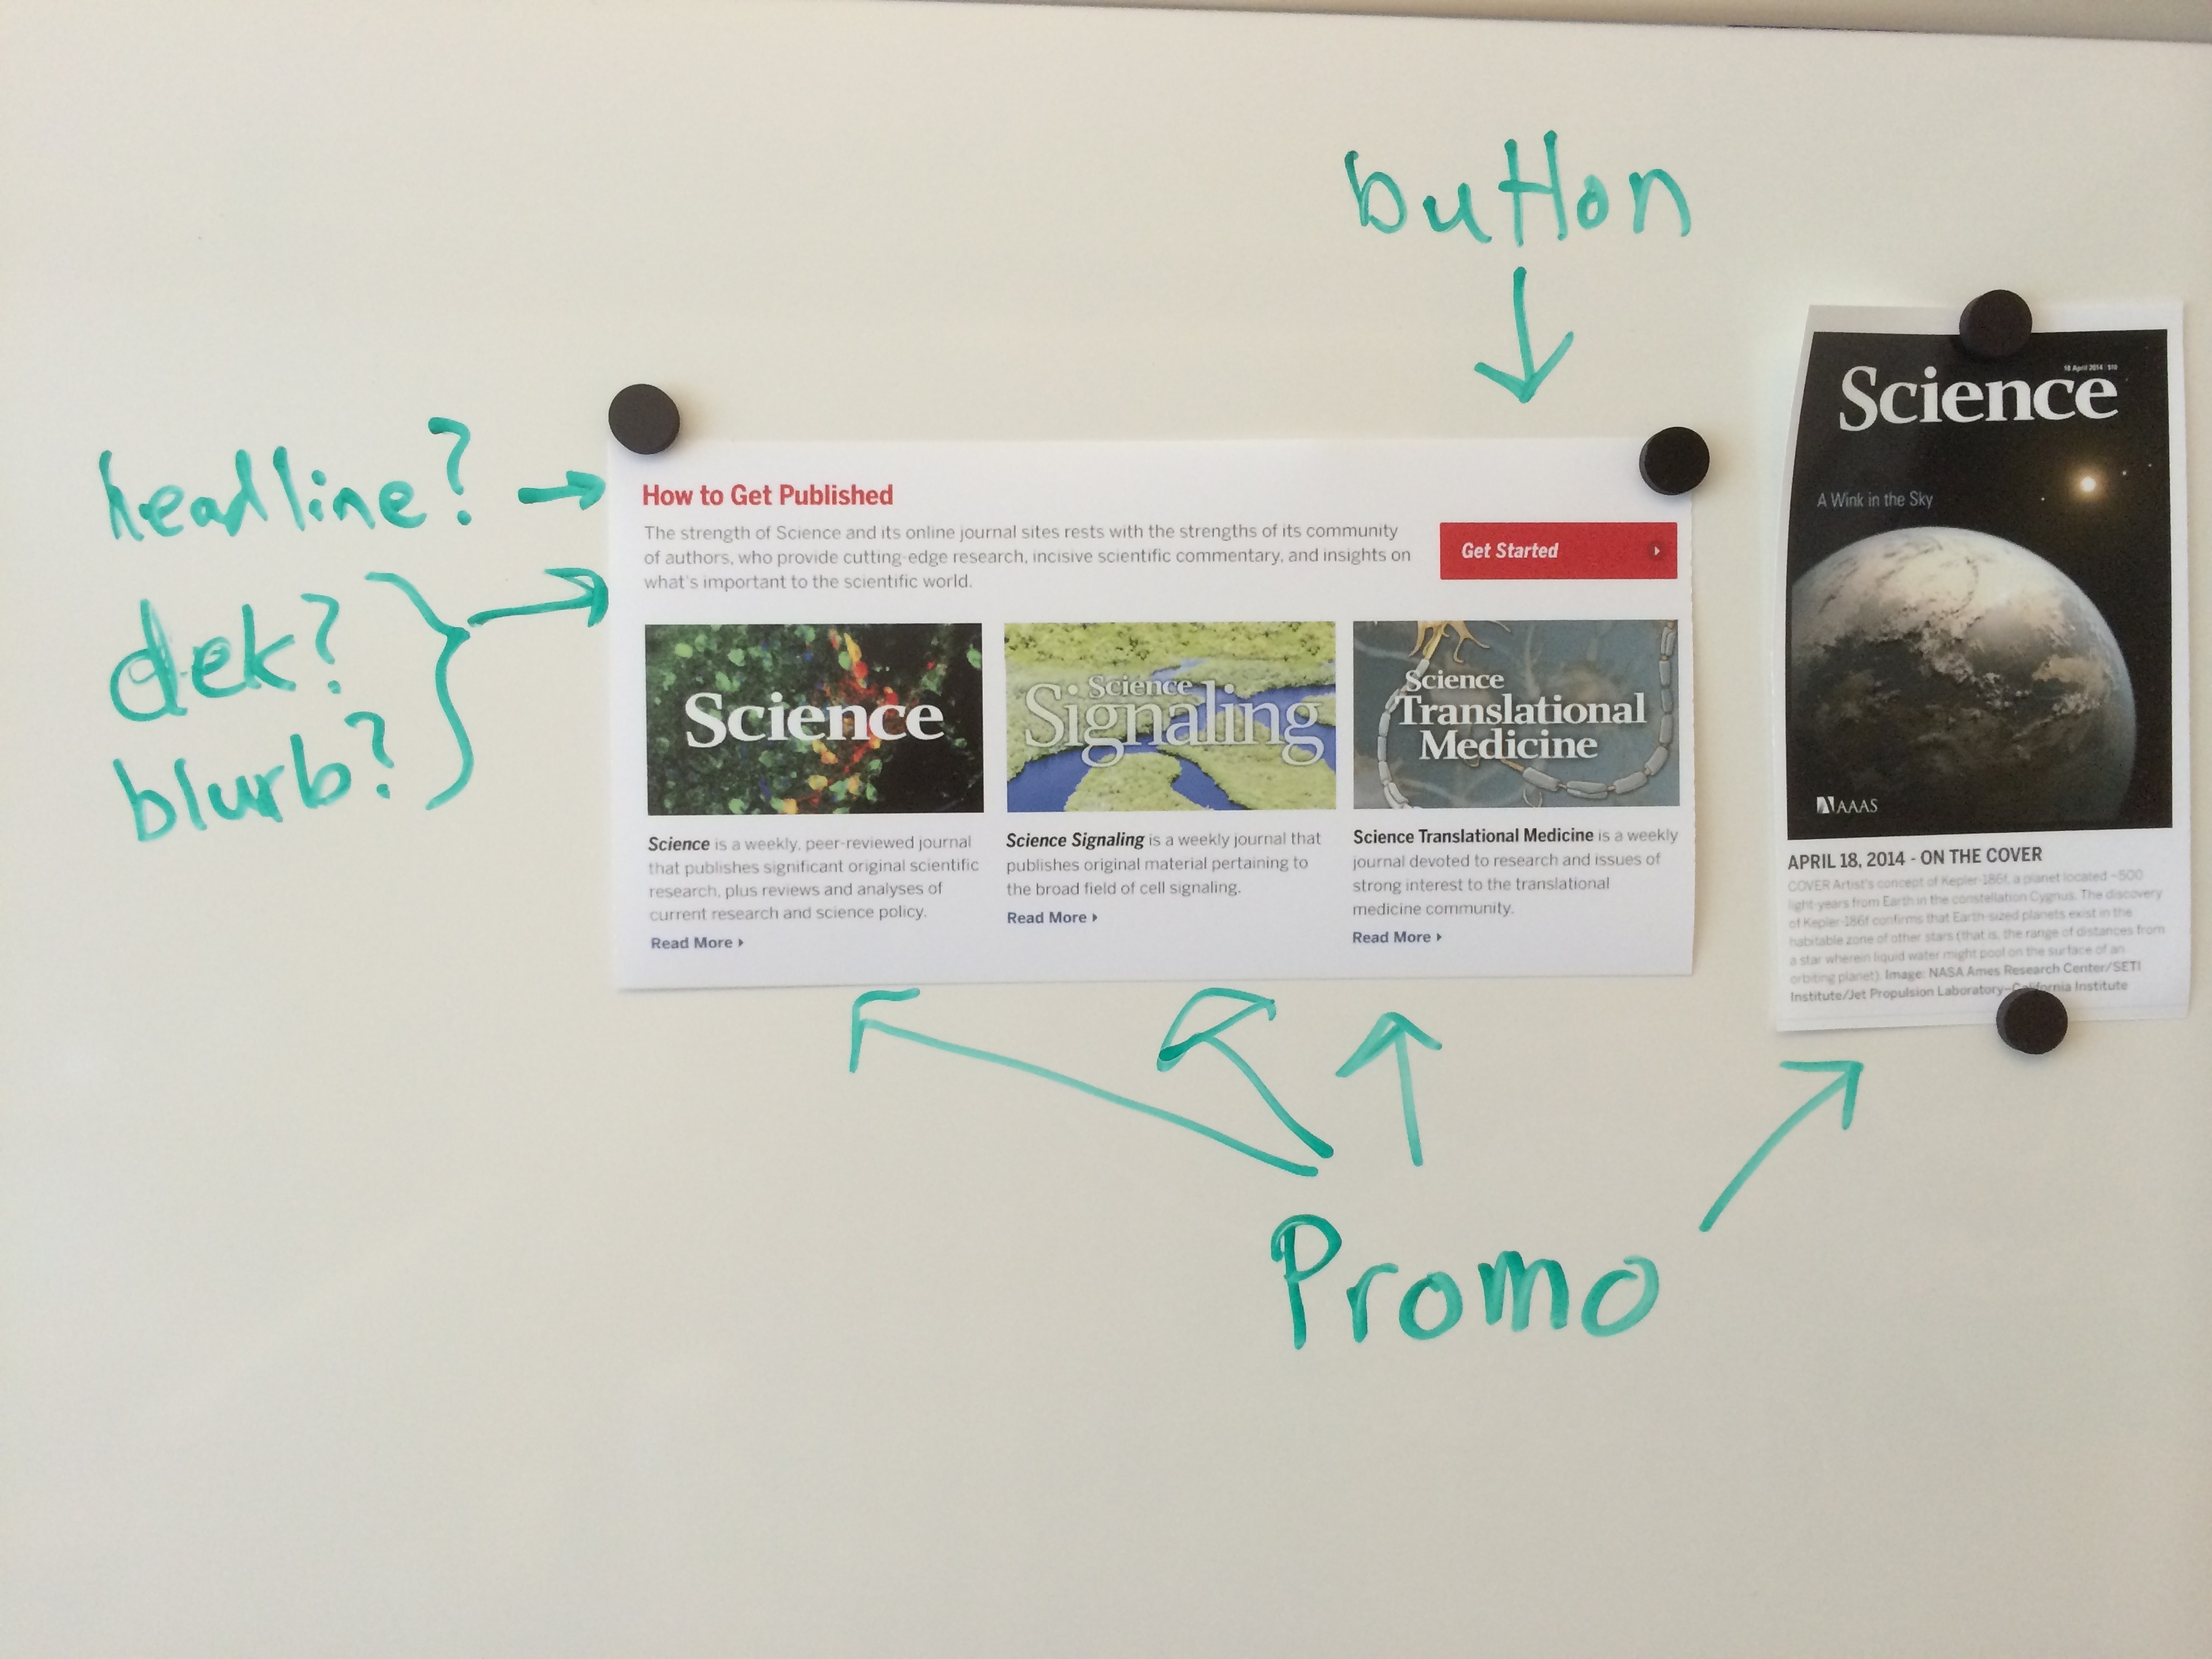 button
headline?
dek?
blurb?
How to Get Published
The strength of Science and its online journal sites rests with the strengths of its community
of authors, who provide cutting-edge research, incisive scientific commentary, and insights on
what's important to the scientific world.
Get Started
Science
Science is a weekly, peer-reviewed journal
that publishes significant original scientific
research, plus reviews and analyses of
current research and science policy.
Read More
Science
Signaling
Science Signaling is a weekly journal that
publishes original material pertaining to
the broad field of cell signaling.
Read More
Science
Translational
Medicine
Science Translational Medicine is a weekly
journal devoted to research and issues of
strong interest to the translational
medicine community.
Read More
18 April 2014 | $10
Science
A Wink in the Sky
AAAS
APRIL 18, 2014 - ON THE COVER
COVER Artist's concept of Kepler-186f, a planet located ~500
light-years from Earth in the constellation Cygnus. The discovery
of Kepler-186f confirms that Earth-sized planets exist in the
habitable zone of other stars (that is, the range of distances from
a star wherein liquid water might pool on the surface of an
orbiting planet). Image: NASA Ames Research Center/SETI
Institute/Jet Propulsion Laboratory–California Institute
Promo